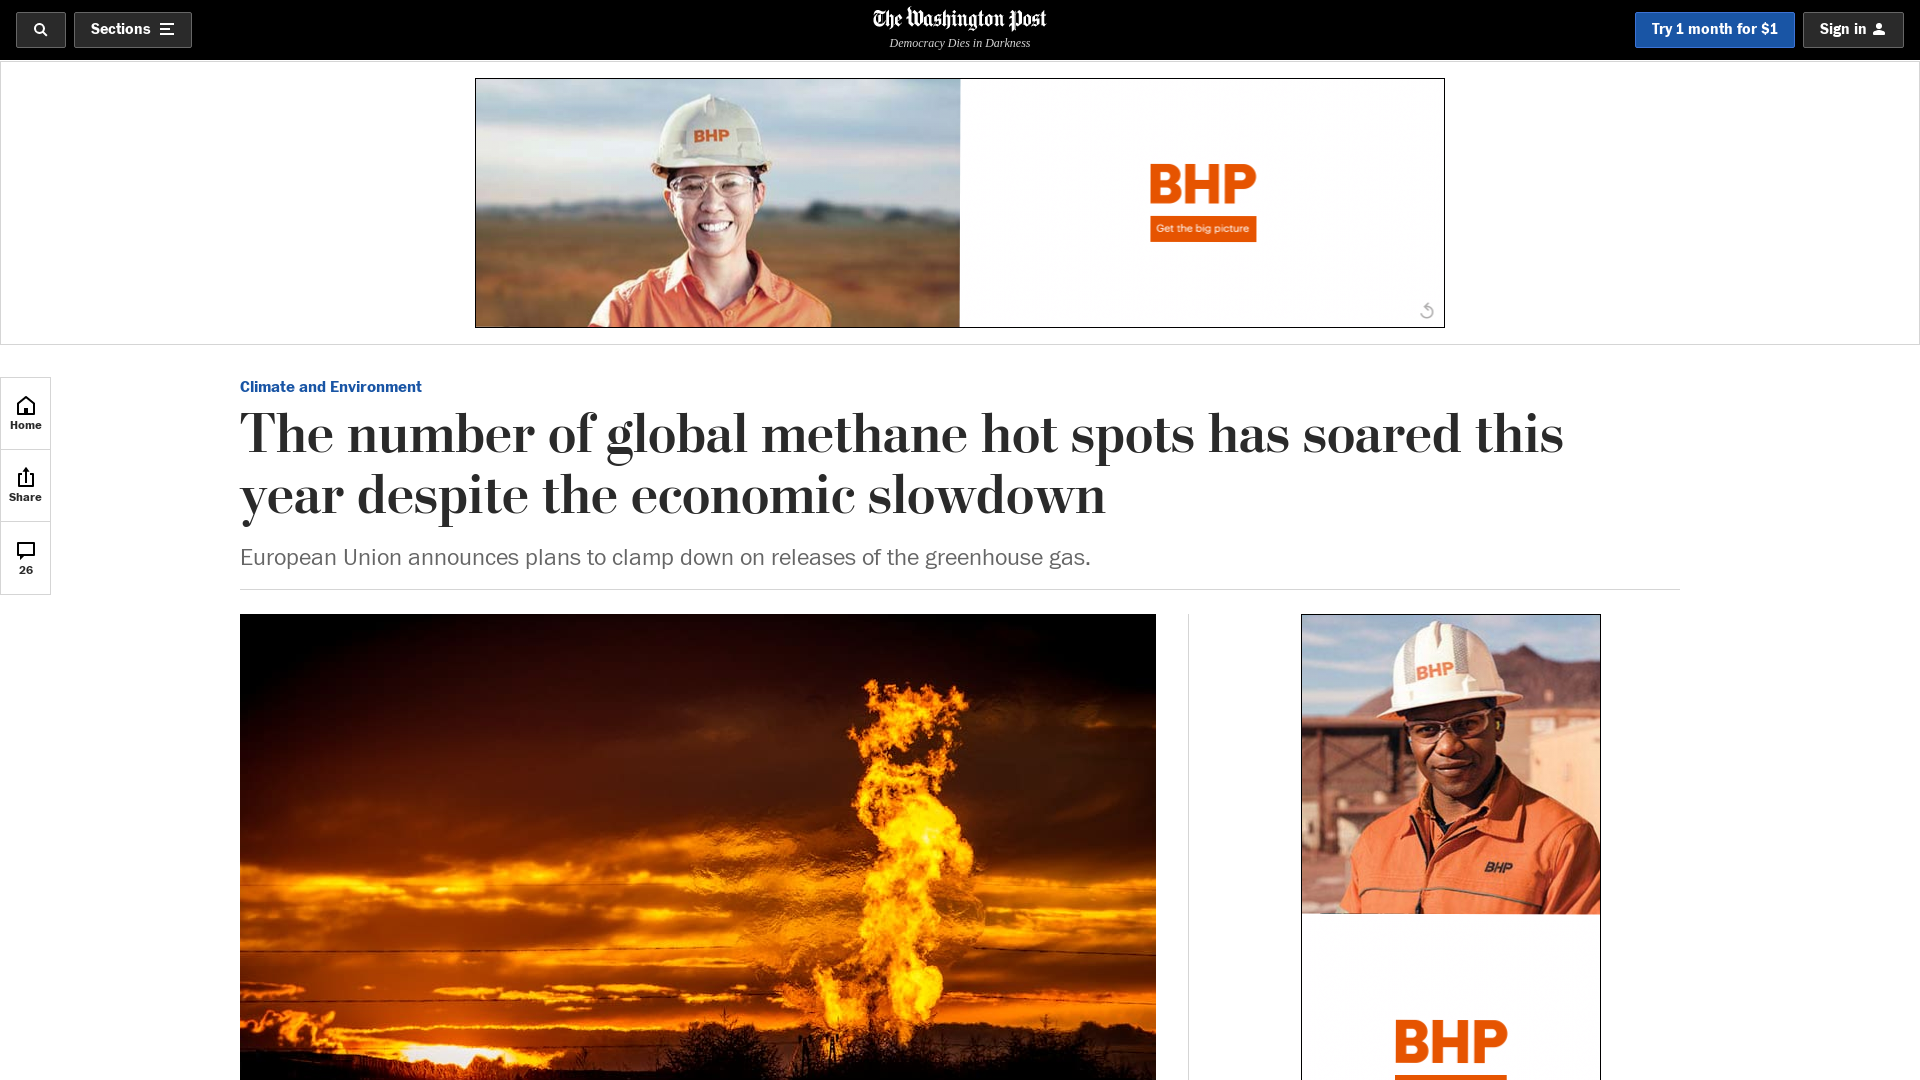 Sections
The Washington Post
Democracy Dies in Darkness
Try 1 month for $1
Sign in
BHP
BHP
Get the big picture
Home
Share
26
Climate and Environment
The number of global methane hot spots has soared this
year despite the economic slowdown
European Union announces plans to clamp down on releases of the greenhouse gas.
BHP
BHP
BHP